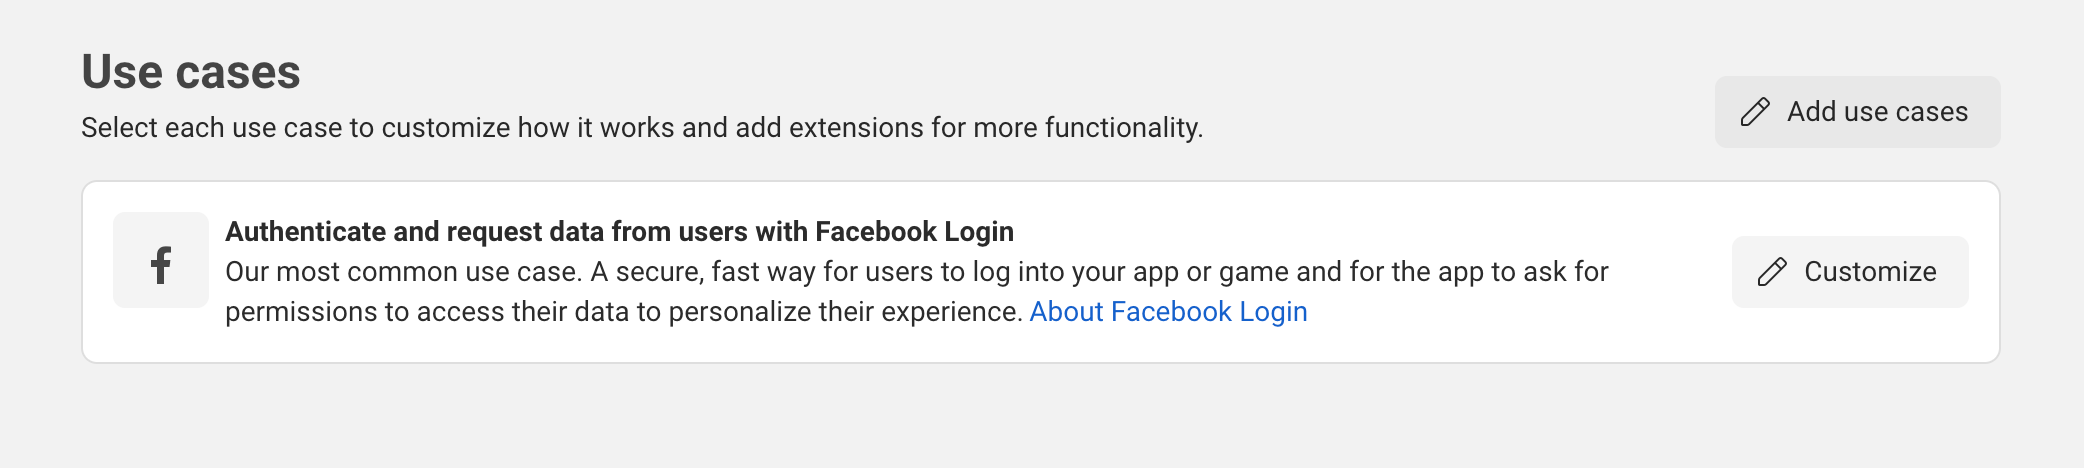 Use cases
Select each use case to customize how it works and add extensions for more functionality.
Add use cases
Authenticate and request data from users with Facebook Login
Our most common use case. A secure, fast way for users to log into your app or game and for the app to ask for
permissions to access their data to personalize their experience. About Facebook Login
Customize